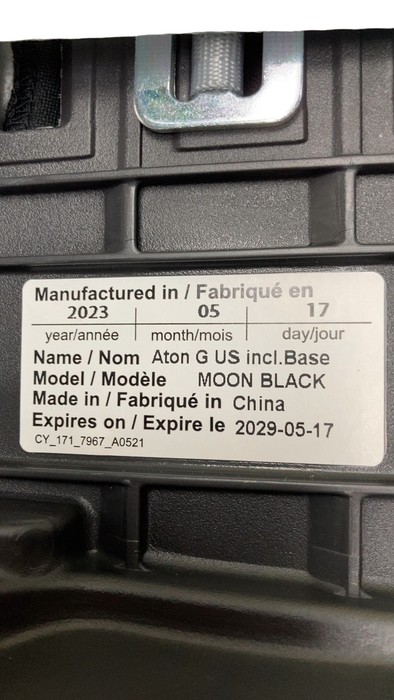 Manufactured in / Fabriqué en
2023 05 17
year/année month/mois day/jour
Name / Nom Aton G US incl.Base
Model / Modèle MOON BLACK
Made in / Fabriqué in China
Expires on / Expire le 2029-05-17
CY_171_7967_A0521